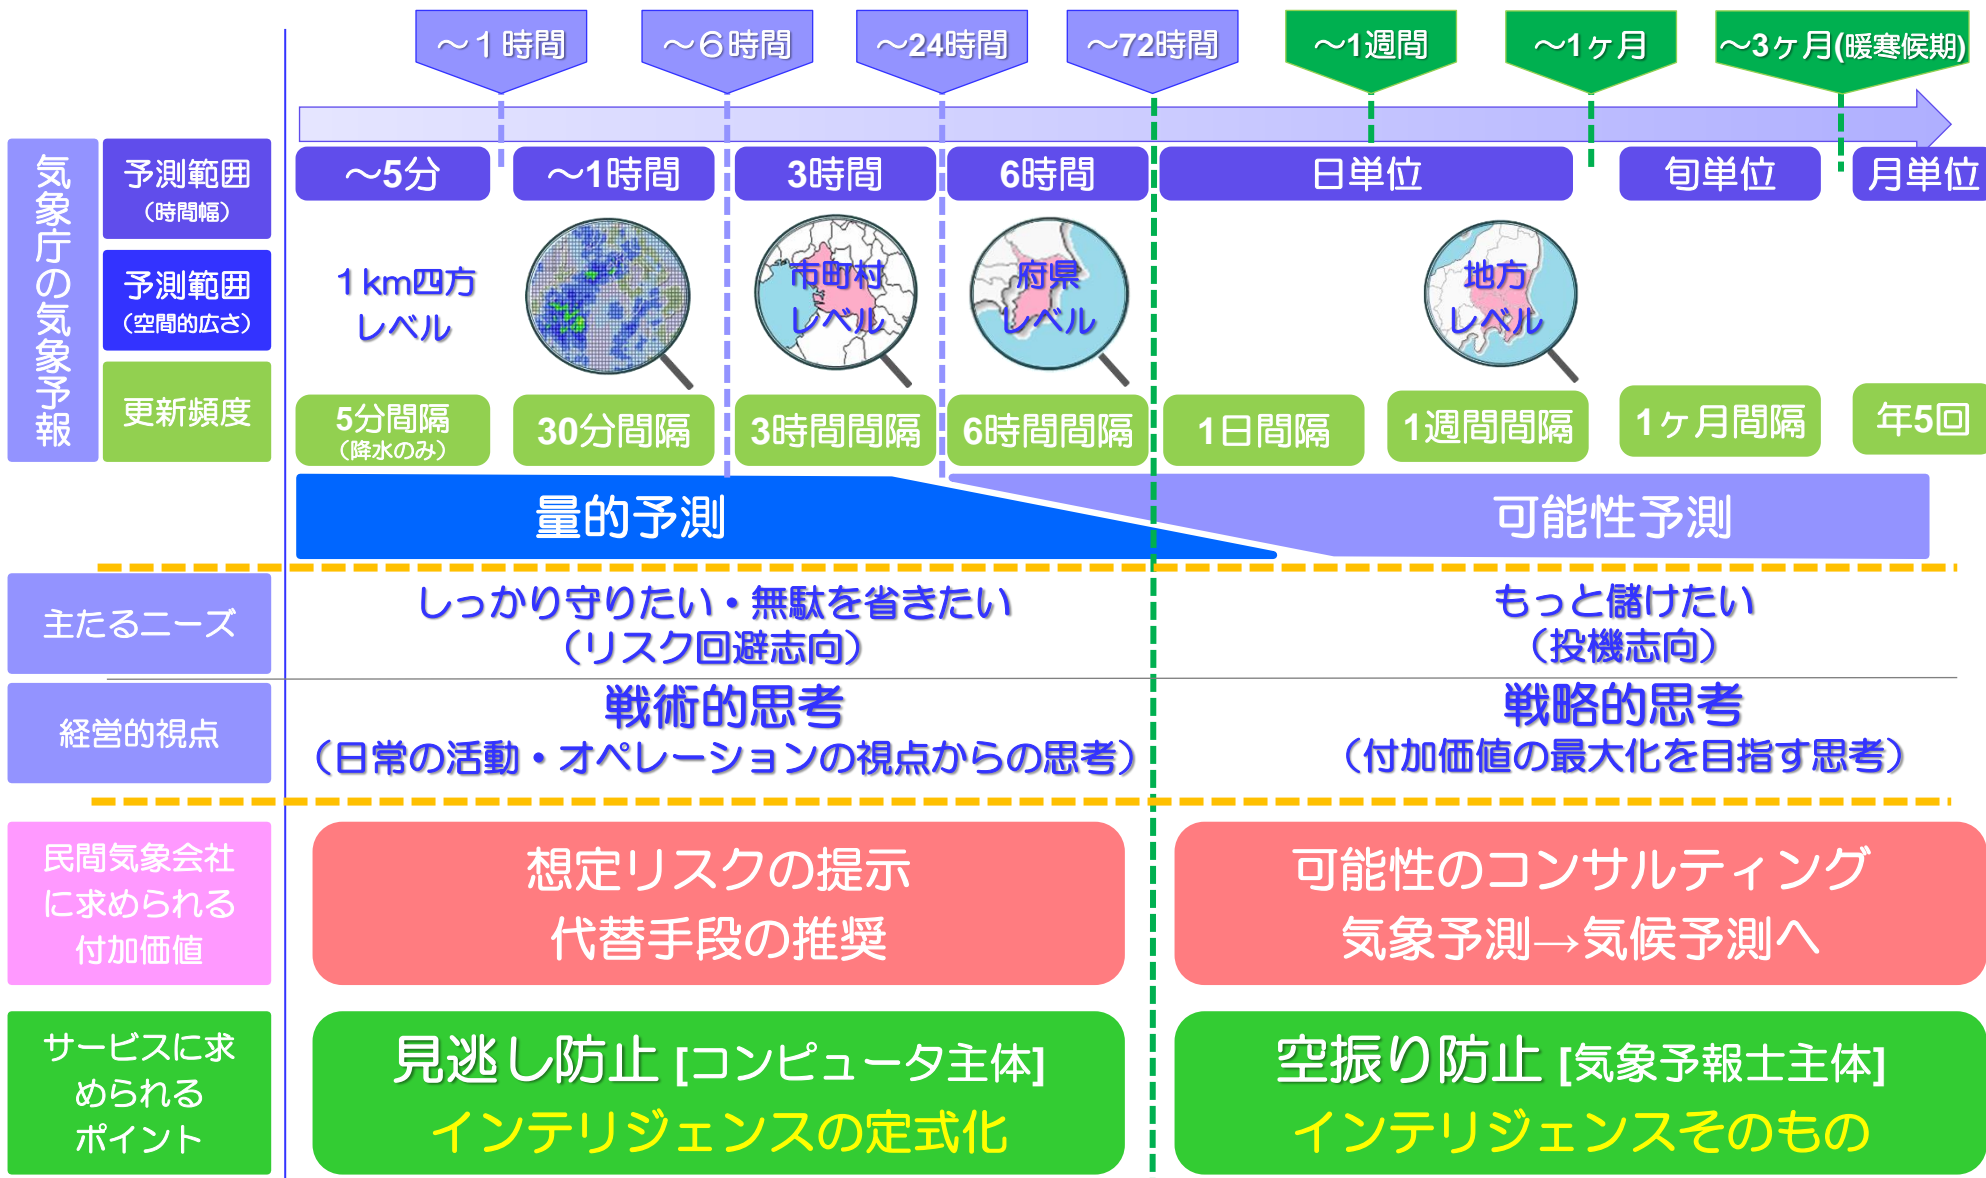 ～１時間
～６時間
～24時間
～72時間
～1週間
～1ヶ月
～3ヶ月(暖寒候期)
気象庁の気象予報
予測範囲
（時間幅）
～5分
～1時間
3時間
6時間
日単位
旬単位
月単位
予測範囲
（空間的広さ）
１km四方
レベル
市町村
レベル
府県
レベル
地方
レベル
更新頻度
5分間隔
（降水のみ）
30分間隔
3時間間隔
6時間間隔
1日間隔
1週間間隔
1ヶ月間隔
年5回
量的予測
可能性予測
主たるニーズ
しっかり守りたい・無駄を省きたい
（リスク回避志向）
もっと儲けたい
（投機志向）
経営的視点
戦術的思考
（日常の活動・オペレーションの視点からの思考）
戦略的思考
（付加価値の最大化を目指す思考）
民間気象会社
に求められる
付加価値
想定リスクの提示
代替手段の推奨
可能性のコンサルティング
気象予測→気候予測へ
サービスに求
められる
ポイント
見逃し防止 [コンピュータ主体]
インテリジェンスの定式化
空振り防止 [気象予報士主体]
インテリジェンスそのもの